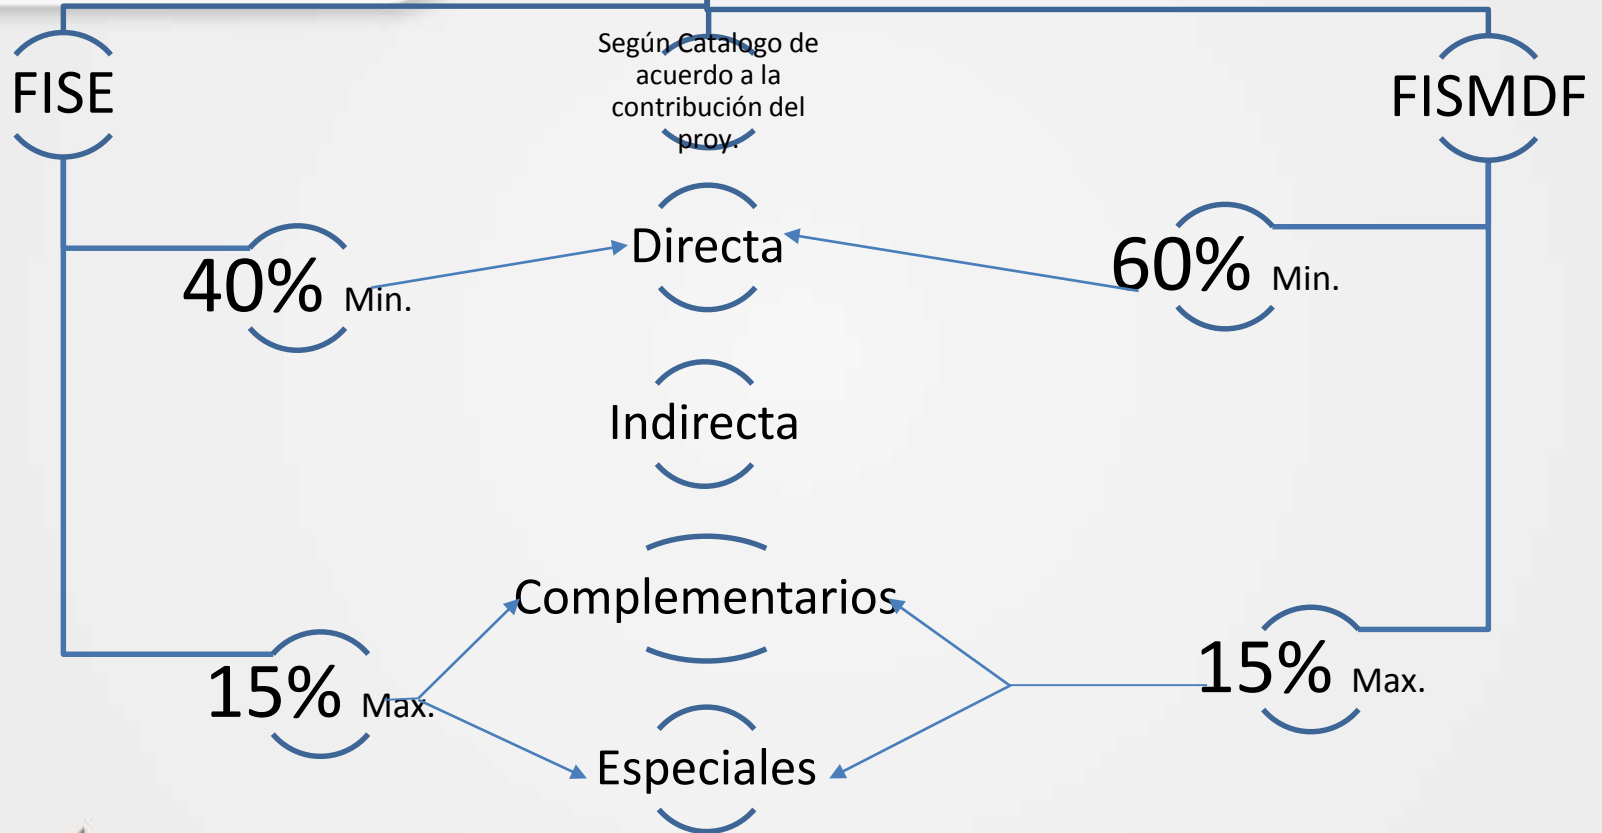 FISE
Según Catalogo de
acuerdo a la
contribución del
proy.
FISMDF
40% Min.
Directa
60% Min.
Indirecta
Complementarios
15% Max.
15% Max.
Especiales